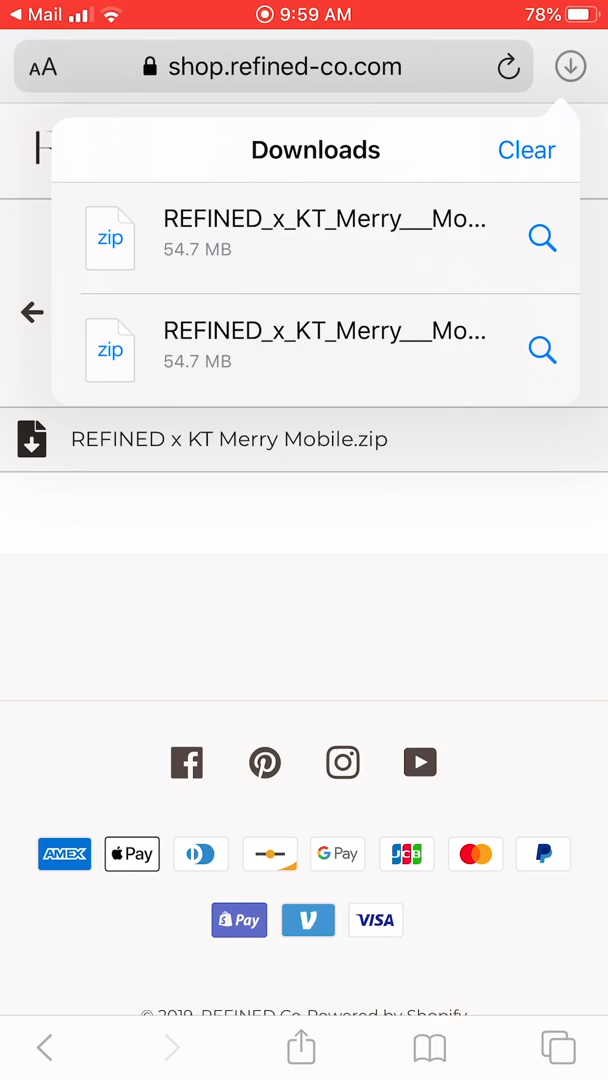 Mail 9:59 AM 78%
AA shop.refined-co.com
Downloads Clear
zip REFINED_x_KT_Merry___Mo...
54.7 MB
zip REFINED_x_KT_Merry___Mo...
54.7 MB
REFINED x KT Merry Mobile.zip
AMEX Pay G Pay JCB
Pay V VISA
© 2019, REFINED Co. Powered by Shopify